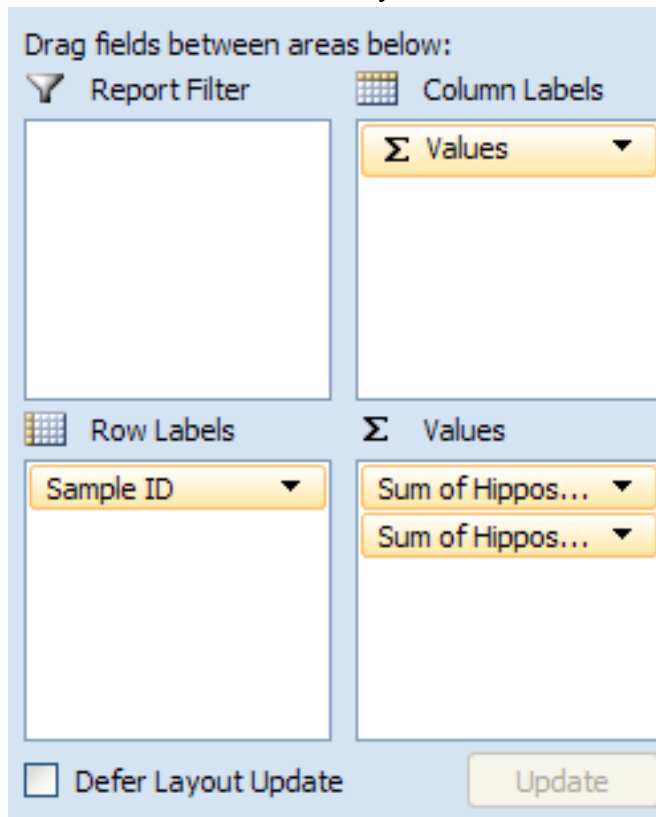 Drag fields between areas below:
Report Filter
Column Labels
Σ Values
Row Labels
Σ Values
Sample ID
Sum of Hippos...
Sum of Hippos...
Defer Layout Update
Update